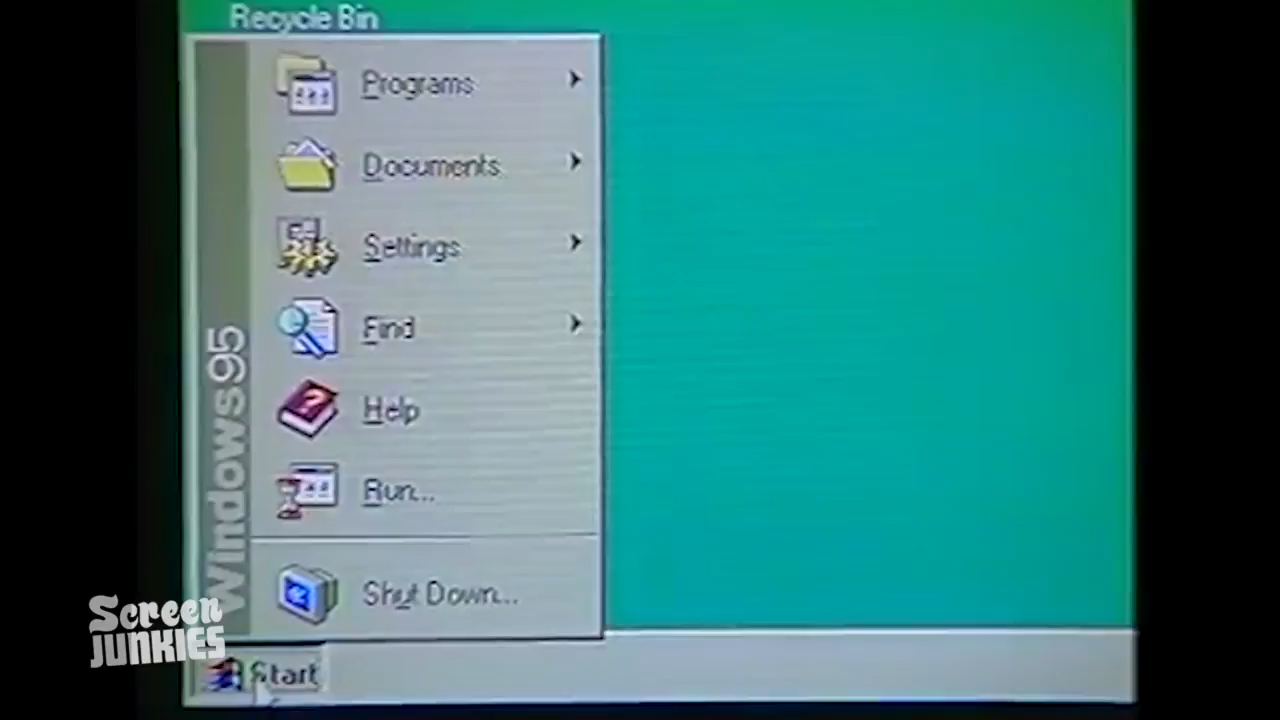 Recycle Bin
Programs
Documents
Settings
Find
Help
Run...
Shut Down...
Windows95
Start
Screen
JUNKIES